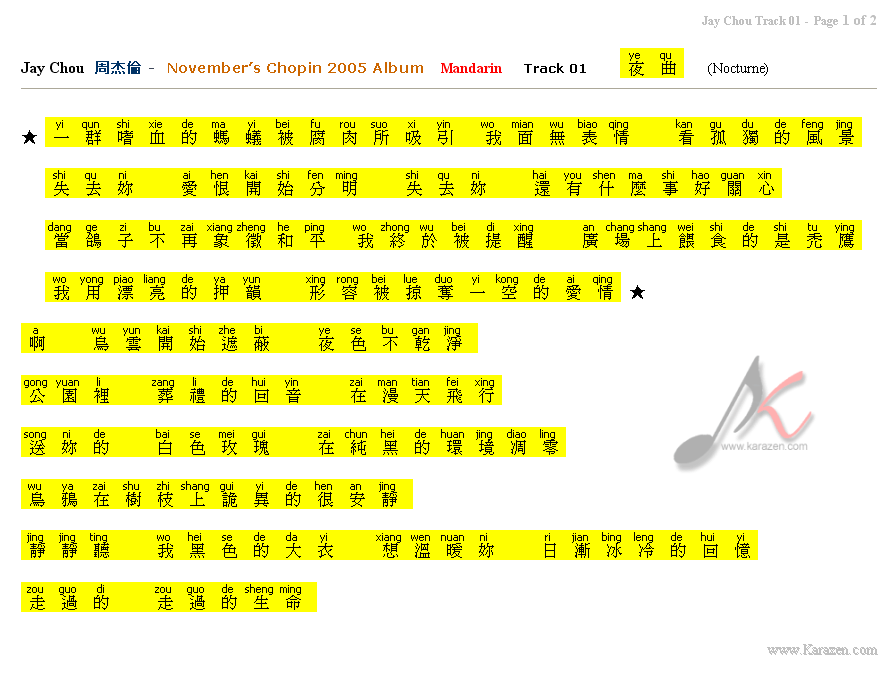 Jay Chou Track 01 - Page 1 of 2
ye qu
Jay Chou 周杰倫 - November's Chopin 2005 Album Mandarin Track 01 夜曲 (Nocturne)
yi qun shi xie de ma yi bei fu rou suo xi yin wo mian wu biao qing kan gu du de feng jing
★ 一群嗜血的螞蟻被腐肉所吸引 我面無表情 看孤獨的風景
shi qu ni ai hen kai shi fen ming shi qu ni hai you shen ma shi hao guan xin
失去妳 愛恨開始分明 失去妳 還有什麼事好關心
dang ge zi bu zai xiang zheng he ping wo zhong wu bei di xing an chang shang wei shi de shi tu ying
當鴿子不再象徵和平 我終於被提醒 廣場上餵食的是禿鷹
wo yong piao liang de ya yun xing rong bei lue duo yi kong de ai qing
我用漂亮的押韻 形容被掠奪一空的愛情 ★
a wu yun kai shi zhe bi ye se bu gan jing
啊 烏雲開始遮蔽 夜色不乾淨
gong yuan li zang li de hui yin zai man tian fei xing
公園裡 葬禮的回音 在漫天飛行
song ni de bai se mei gui zai chun hei de huan jing diao ling
送妳的 白色玫瑰 在純黑的環境凋零
wu ya zai shu zhi shang gui yi de hen an jing
烏鴉在樹枝上詭異的很安靜
jing jing ting wo hei se de da yi xiang wen nuan ni ri jian bing leng de hui yi
靜靜聽 我黑色的大衣 想溫暖妳 日漸冰冷的回憶
zou guo di zou guo de sheng ming
走過的 走過的生命
www.karazen.com
www.Karazen.com